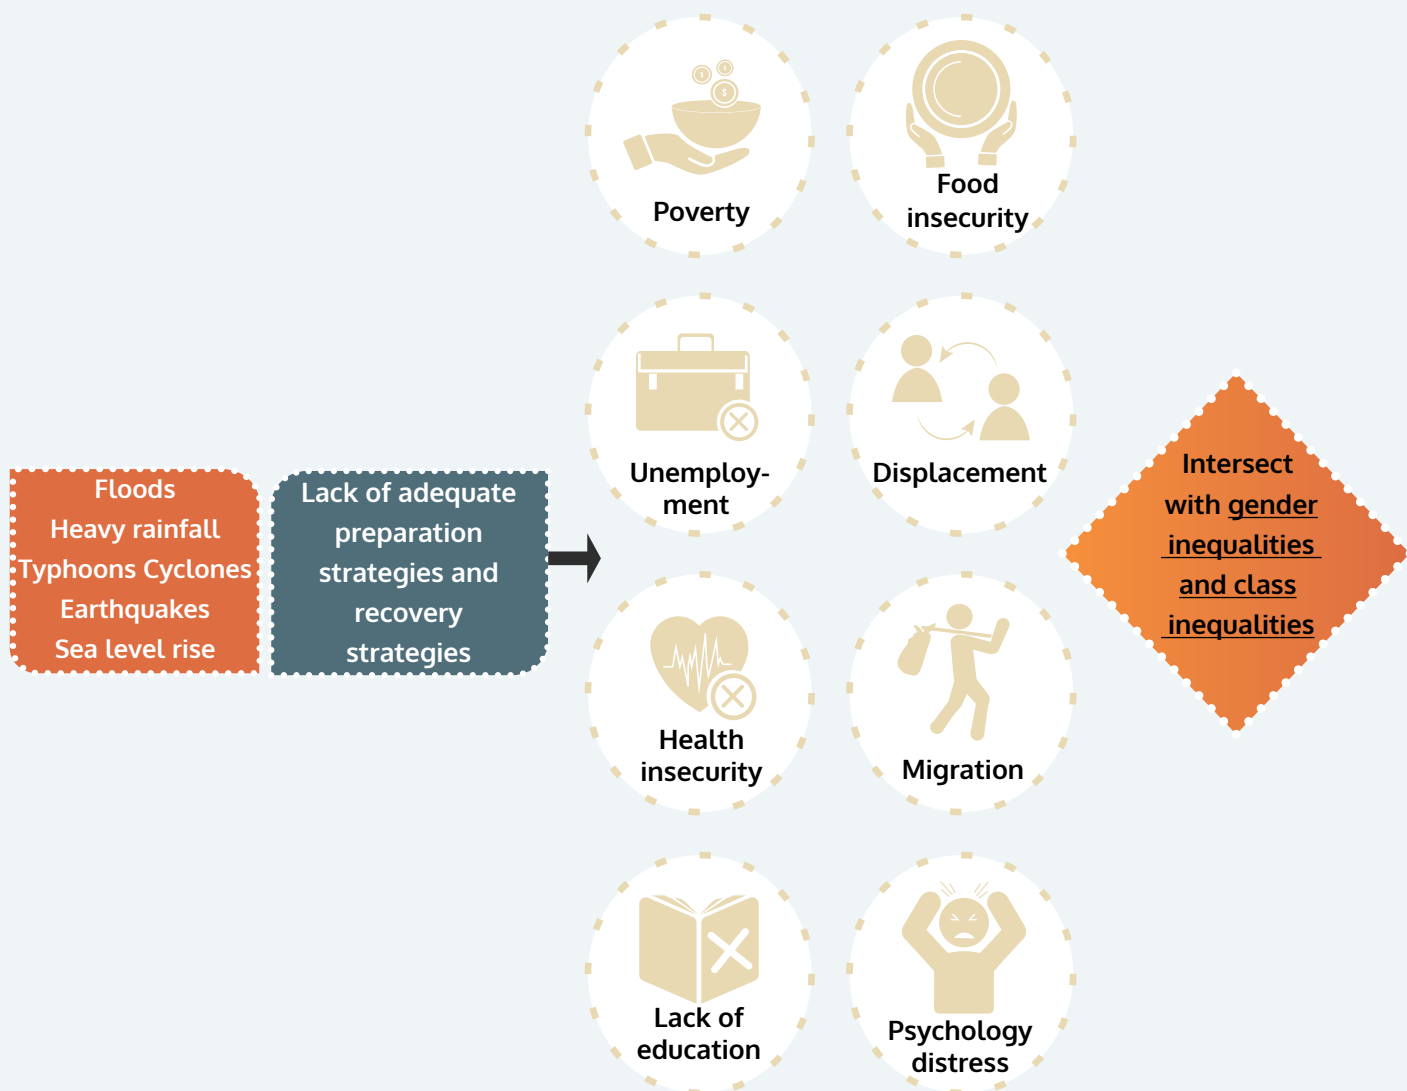 Floods
Heavy rainfall
Typhoons Cyclones
Earthquakes
Sea level rise
Lack of adequate
preparation
strategies and
recovery
strategies
Poverty
Food
insecurity
Unemploy-
ment
Displacement
Health
insecurity
Migration
Lack of
education
Psychology
distress
Intersect
with gender
inequalities
and class
inequalities